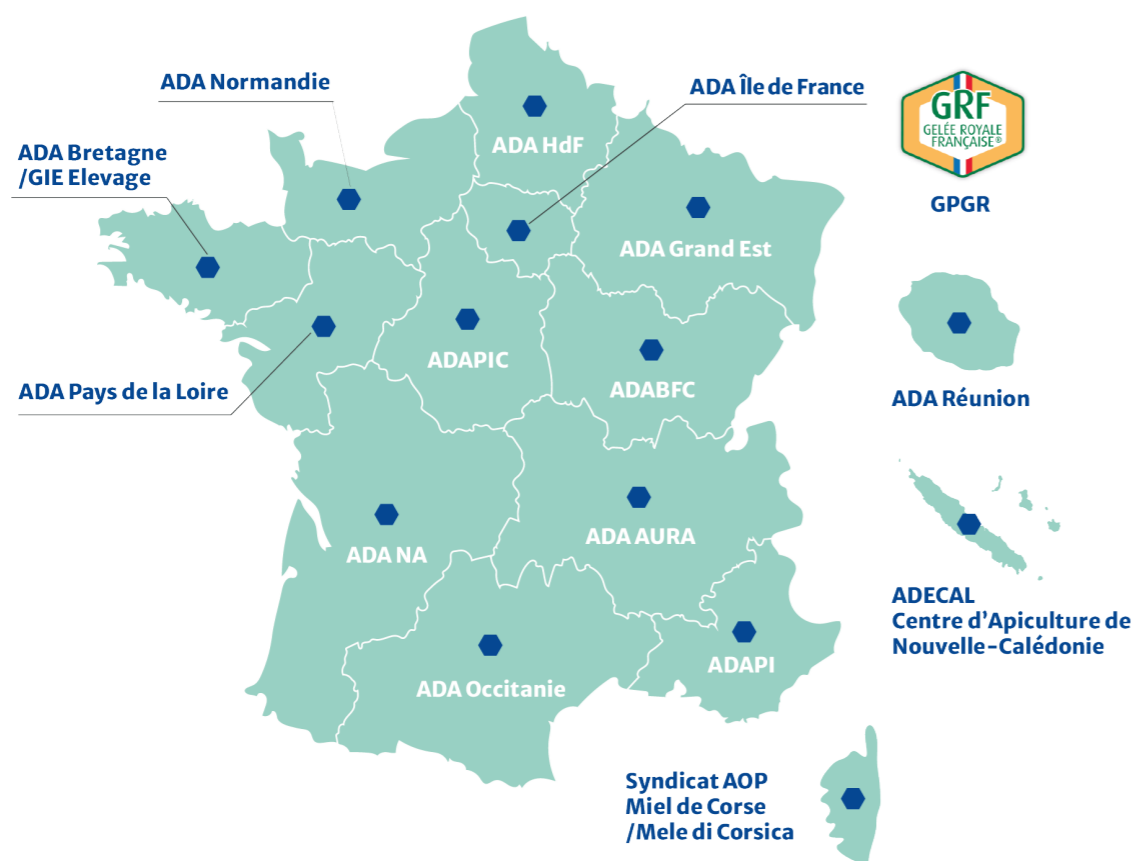 ADA Normandie
ADA Île de France
GRF
GELÉE ROYALE
FRANÇAISE®
GPGR
ADA HdF
ADA Bretagne
/GIE Elevage
ADA Grand Est
ADAPIC
ADABFC
ADA Pays de la Loire
ADA Réunion
ADA NA
ADA AURA
ADECAL
Centre d’Apiculture de
Nouvelle-Calédonie
ADAPI
ADA Occitanie
Syndicat AOP
Miel de Corse
/Mele di Corsica